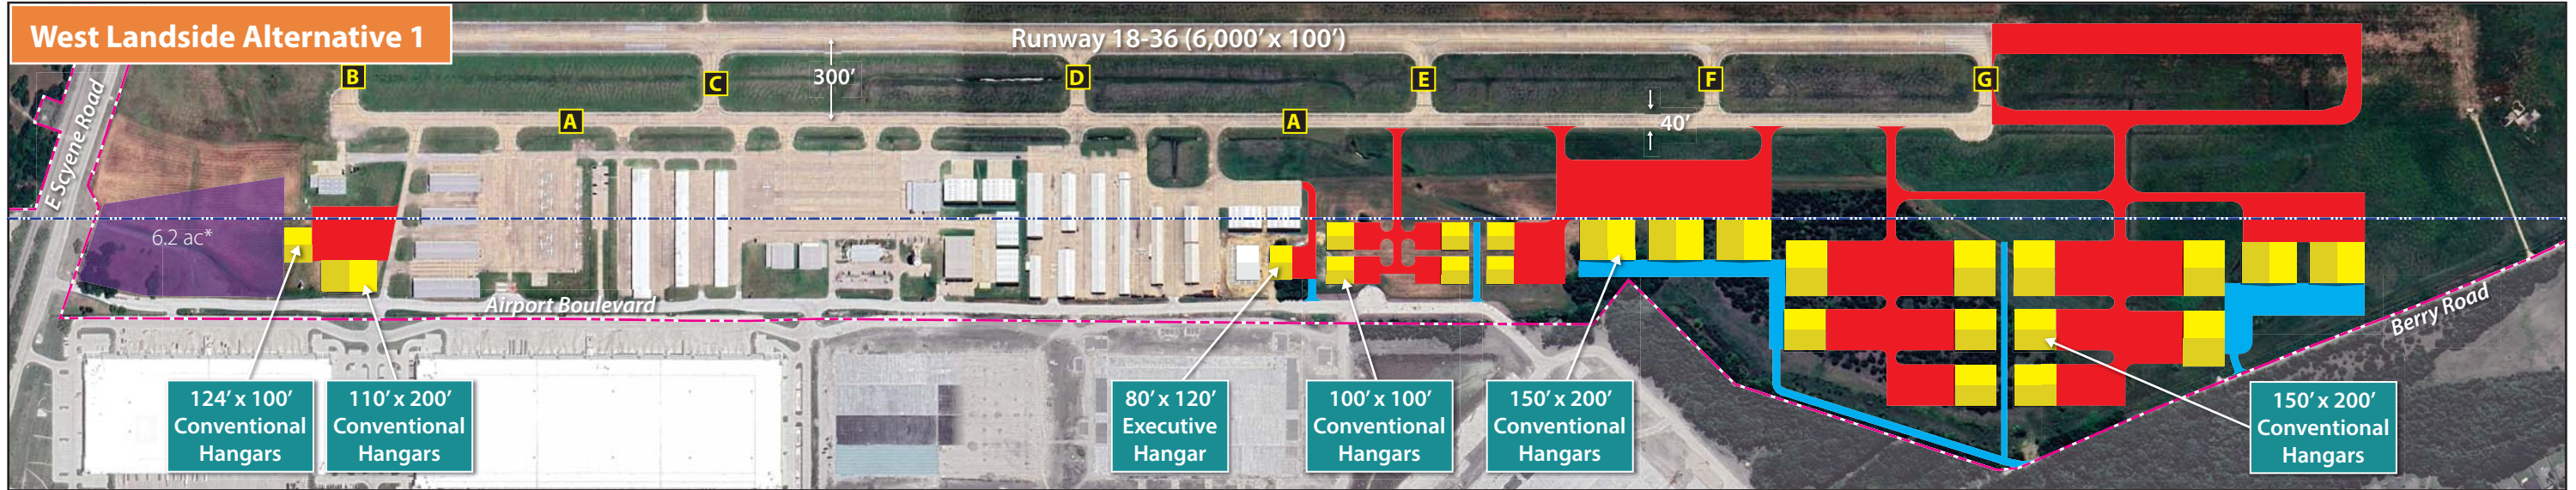 West Landside Alternative 1
Runway 18-36 (6,000' x 100')
B
C
300'
D
E
F
G
A
A
40'
E Scyene Road
6.2 ac*
Airport Boulevard
Berry Road
124' x 100'
Conventional
Hangars
110' x 200'
Conventional
Hangars
80' x 120'
Executive
Hangar
100' x 100'
Conventional
Hangars
150' x 200'
Conventional
Hangars
150' x 200'
Conventional
Hangars